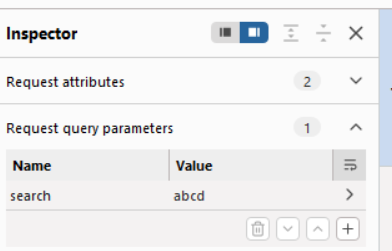 Inspector
Request attributes 2
Request query parameters 1
Name Value
search abcd